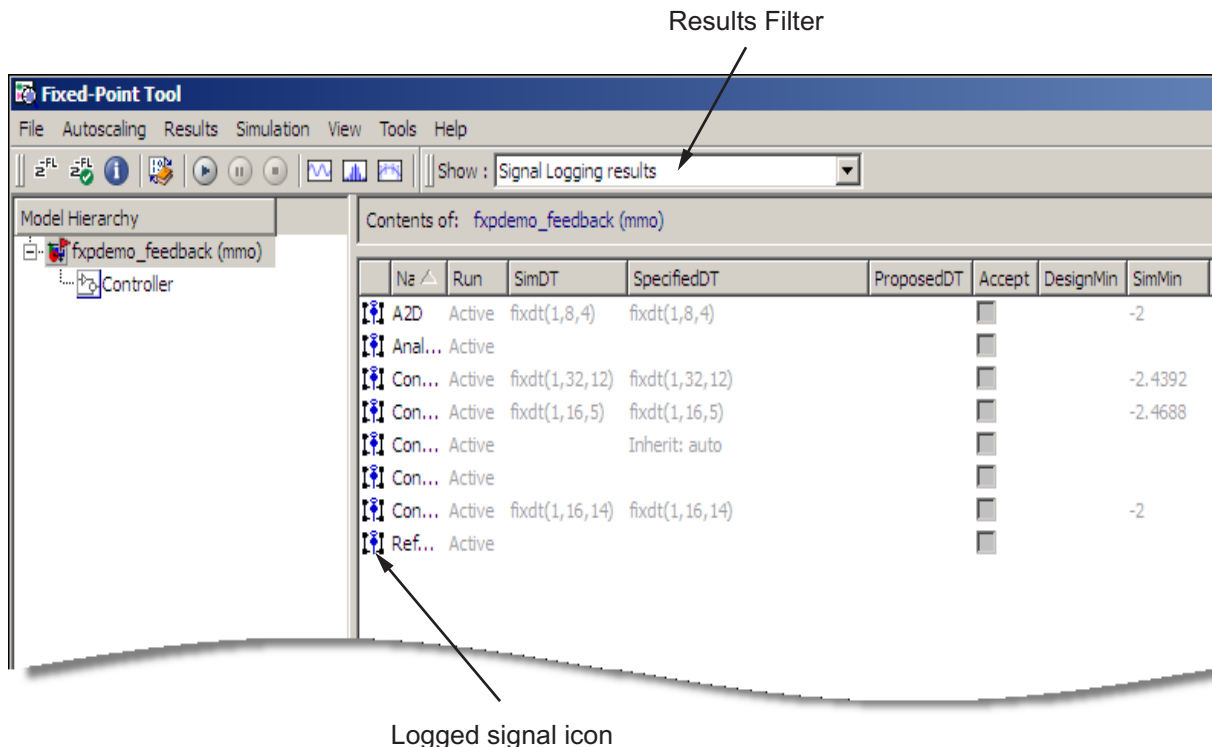 Results Filter
Fixed-Point Tool
File Autoscaling Results Simulation View Tools Help
Show : Signal Logging results
Model Hierarchy
fxpdemo_feedback (mmo)
Controller
Contents of: fxpdemo_feedback (mmo)
Na Run SimDT SpecifiedDT ProposedDT Accept DesignMin SimMin
A2D Active fixdt(1,8,4) fixdt(1,8,4) -2
Anal... Active
Con... Active fixdt(1,32,12) fixdt(1,32,12) -2.4392
Con... Active fixdt(1,16,5) fixdt(1,16,5) -2.4688
Con... Active Inherit: auto
Con... Active
Con... Active fixdt(1,16,14) fixdt(1,16,14) -2
Ref... Active
Logged signal icon